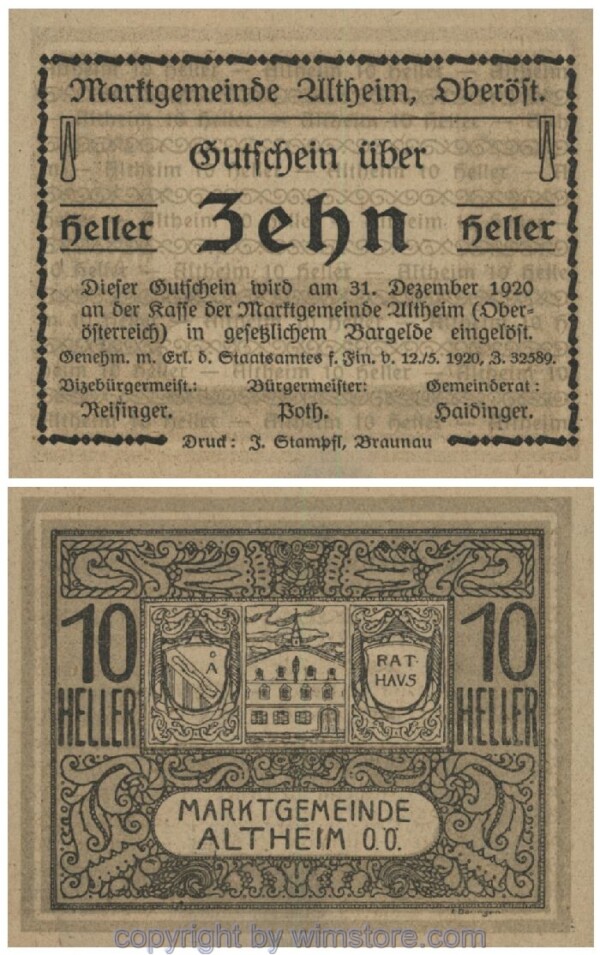 Marktgemeinde Altheim, Oberöst.
Gutschein über
Heller Zehn Heller
Dieser Gutschein wird am 31. Dezember 1920
an der Kasse der Marktgemeinde Altheim (Ober-
österreich) in gesetzlichem Bargelde eingelöst.
Genehm. m. Erl. d. Staatsamtes f. Fin. v. 12./5. 1920, Z. 32589.
Vizebürgermeist.: Bürgermeister: Gemeinderat:
Reisinger. Poth. Haidinger.
Druck: J. Stampfl, Braunau
10 10
HELLER HELLER
A
RAT-
HAUS
MARKTGEMEINDE
ALTHEIM O.Ö.
copyright by wimstore.com